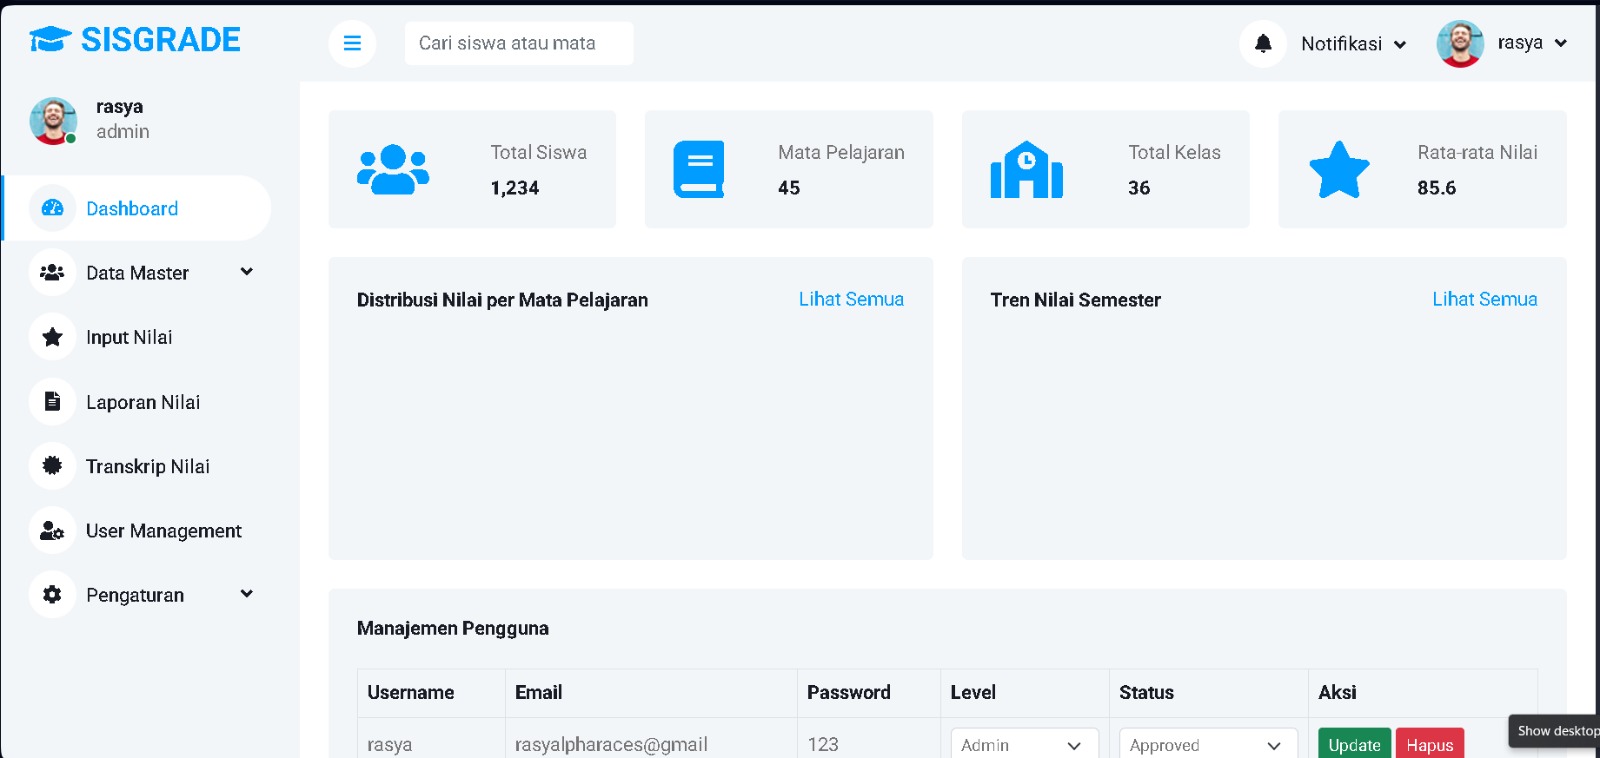 SISGRADE
Cari siswa atau mata
Notifikasi
rasya
rasya
admin
Dashboard
Data Master
Input Nilai
Laporan Nilai
Transkrip Nilai
User Management
Pengaturan
Total Siswa
1,234
Mata Pelajaran
45
Total Kelas
36
Rata-rata Nilai
85.6
Distribusi Nilai per Mata Pelajaran Lihat Semua
Tren Nilai Semester Lihat Semua
Manajemen Pengguna
Username Email Password Level Status Aksi
rasya rasyalpharaces@gmail 123 Admin Approved Update Hapus
Show desktop